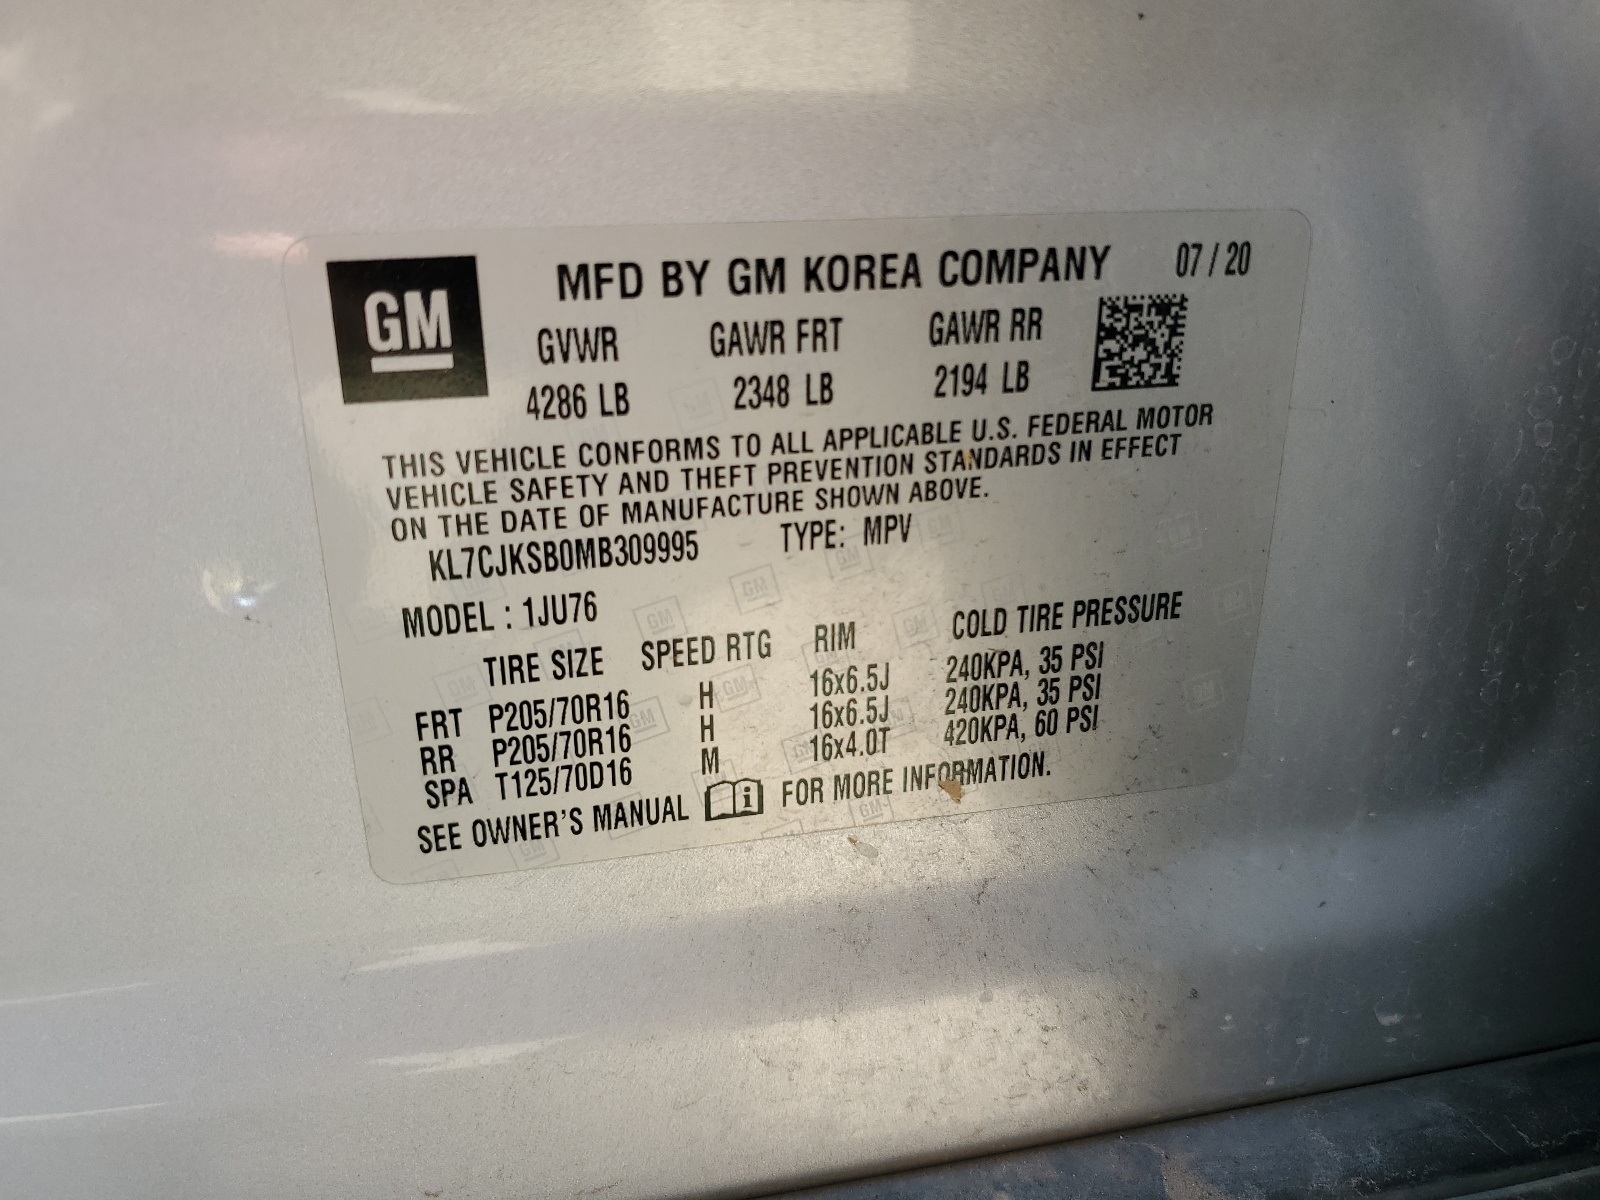 GM
MFD BY GM KOREA COMPANY 07 / 20
GVWR GAWR FRT GAWR RR
4286 LB 2348 LB 2194 LB
THIS VEHICLE CONFORMS TO ALL APPLICABLE U.S. FEDERAL MOTOR
VEHICLE SAFETY AND THEFT PREVENTION STANDARDS IN EFFECT
ON THE DATE OF MANUFACTURE SHOWN ABOVE.
KL7CJKSB0MB309995 TYPE: MPV
MODEL : 1JU76
TIRE SIZE SPEED RTG RIM COLD TIRE PRESSURE
FRT P205/70R16 H 16x6.5J 240KPA, 35 PSI
RR P205/70R16 H 16x6.5J 240KPA, 35 PSI
SPA T125/70D16 M 16x4.0T 420KPA, 60 PSI
SEE OWNER'S MANUAL i FOR MORE INFORMATION.